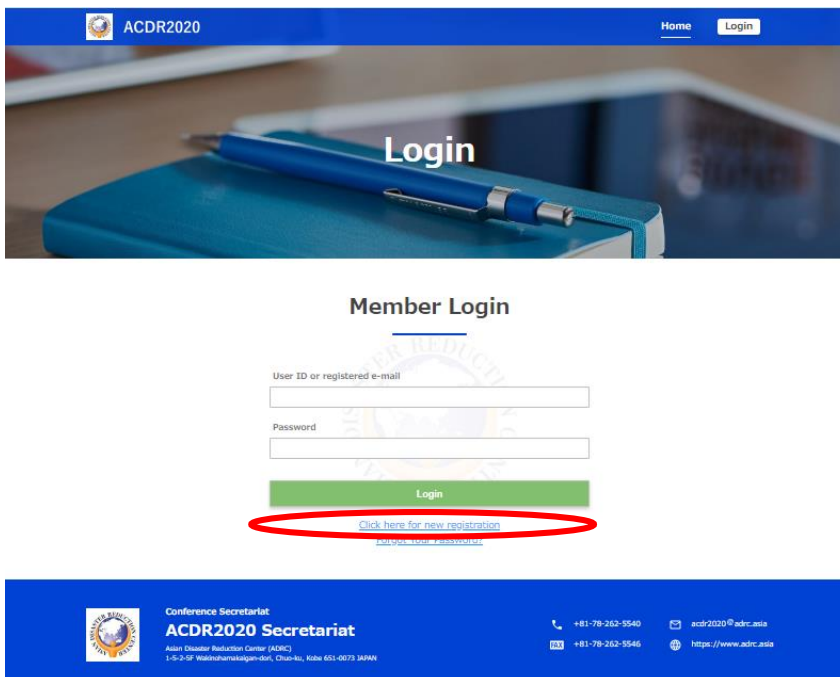 ACDR2020
Home
Login
Login
Member Login
User ID or registered e-mail
Password
Login
Click here for new registration
Forgot Your Password?
Conference Secretariat
ACDR2020 Secretariat
Asian Disaster Reduction Center (ADRC)
1-5-2-5F Wakinohamakaigan-dori, Chuo-ku, Kobe 651-0073 JAPAN
+81-78-262-5540
acdr2020@adrc.asia
FAX +81-78-262-5546
https://www.adrc.asia